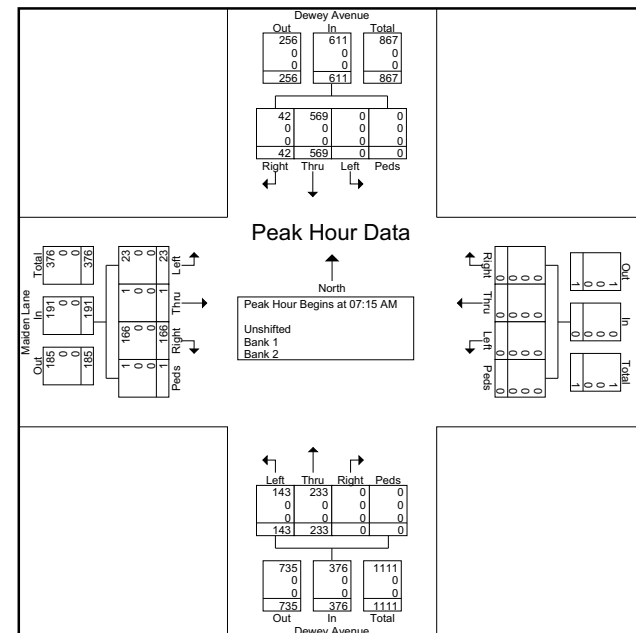 Dewey Avenue
Out In Total
256 611 867
0 0 0
0 0 0
256 611 867
42 569 0 0
0 0 0 0
0 0 0 0
42 569 0 0
Right Thru Left Peds
Peak Hour Data
North
Peak Hour Begins at 07:15 AM
Unshifted
Bank 1
Bank 2
Maiden Lane
Total
376 0 0 376
In
191 0 0 191
Out
185 0 0 185
Left
23 0 0 23
Thru
1 0 0 1
Right
166 0 0 166
Peds
1 0 0 1
Right
0 0 0 0
Thru
0 0 0 0
Left
0 0 0 0
Peds
0 0 0 0
Out
1 0 0 1
In
0 0 0 0
Total
1 0 0 1
Left Thru Right Peds
143 233 0 0
0 0 0 0
0 0 0 0
143 233 0 0
735 376 1111
0 0 0
0 0 0
735 376 1111
Out In Total
Dewey Avenue